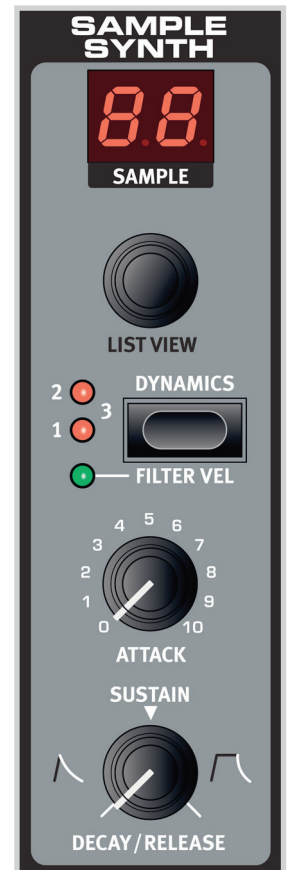 SAMPLE
SYNTH
88
SAMPLE
LIST VIEW
DYNAMICS
2
3
1
FILTER VEL
0 1 2 3 4 5 6 7 8 9 10
ATTACK
SUSTAIN
DECAY/RELEASE